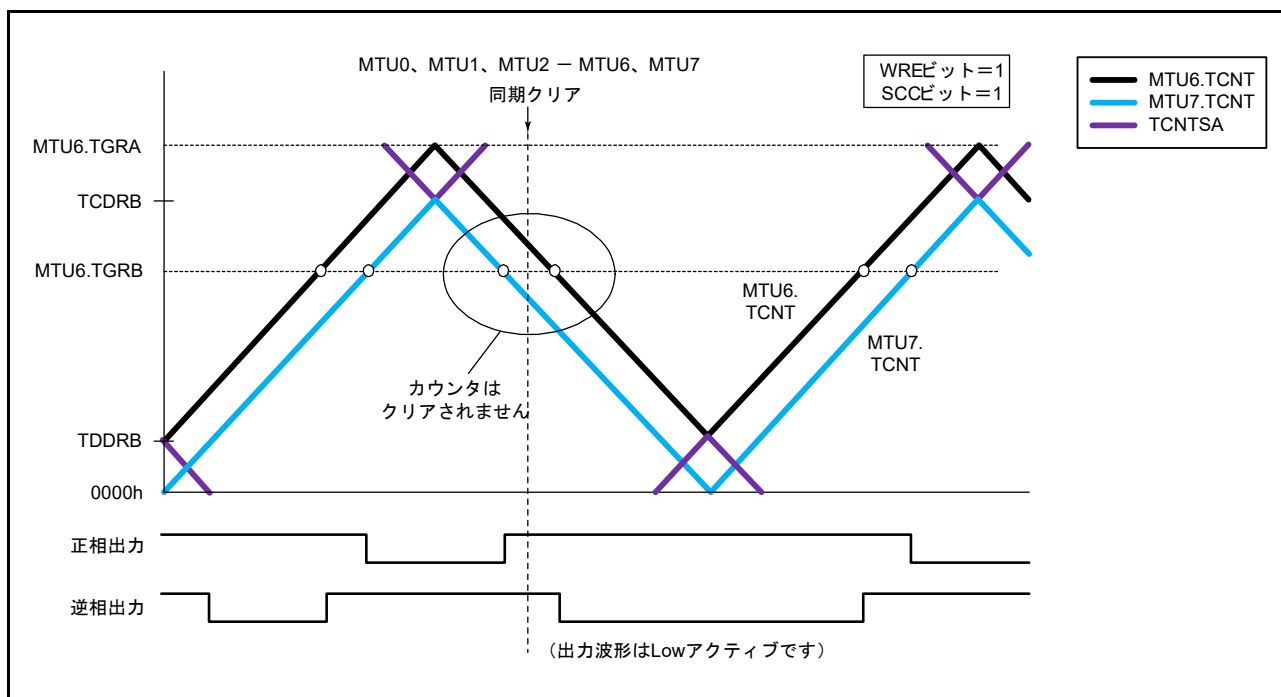 MTU0、MTU1、MTU2 － MTU6、MTU7
同期クリア
WREビット＝1
SCCビット＝1
MTU6.TCNT
MTU7.TCNT
TCNTSA
MTU6.TGRA
TCDRB
MTU6.TGRB
TDDRB
0000h
MTU6.
TCNT
MTU7.
TCNT
カウンタは
クリアされません
正相出力
逆相出力
（出力波形はLowアクティブです）